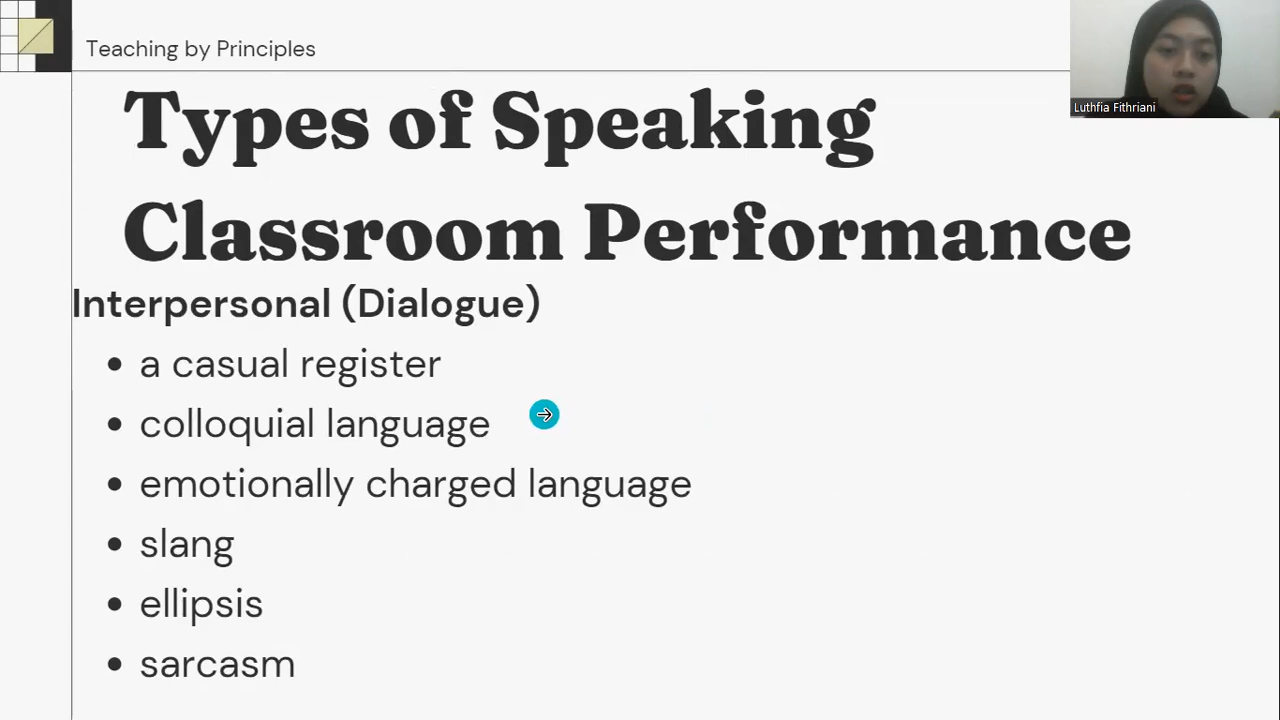 Teaching by Principles
Luthfia Fithriani
Types of Speaking
Classroom Performance
Interpersonal (Dialogue)
• a casual register
• colloquial language
• emotionally charged language
• slang
• ellipsis
• sarcasm